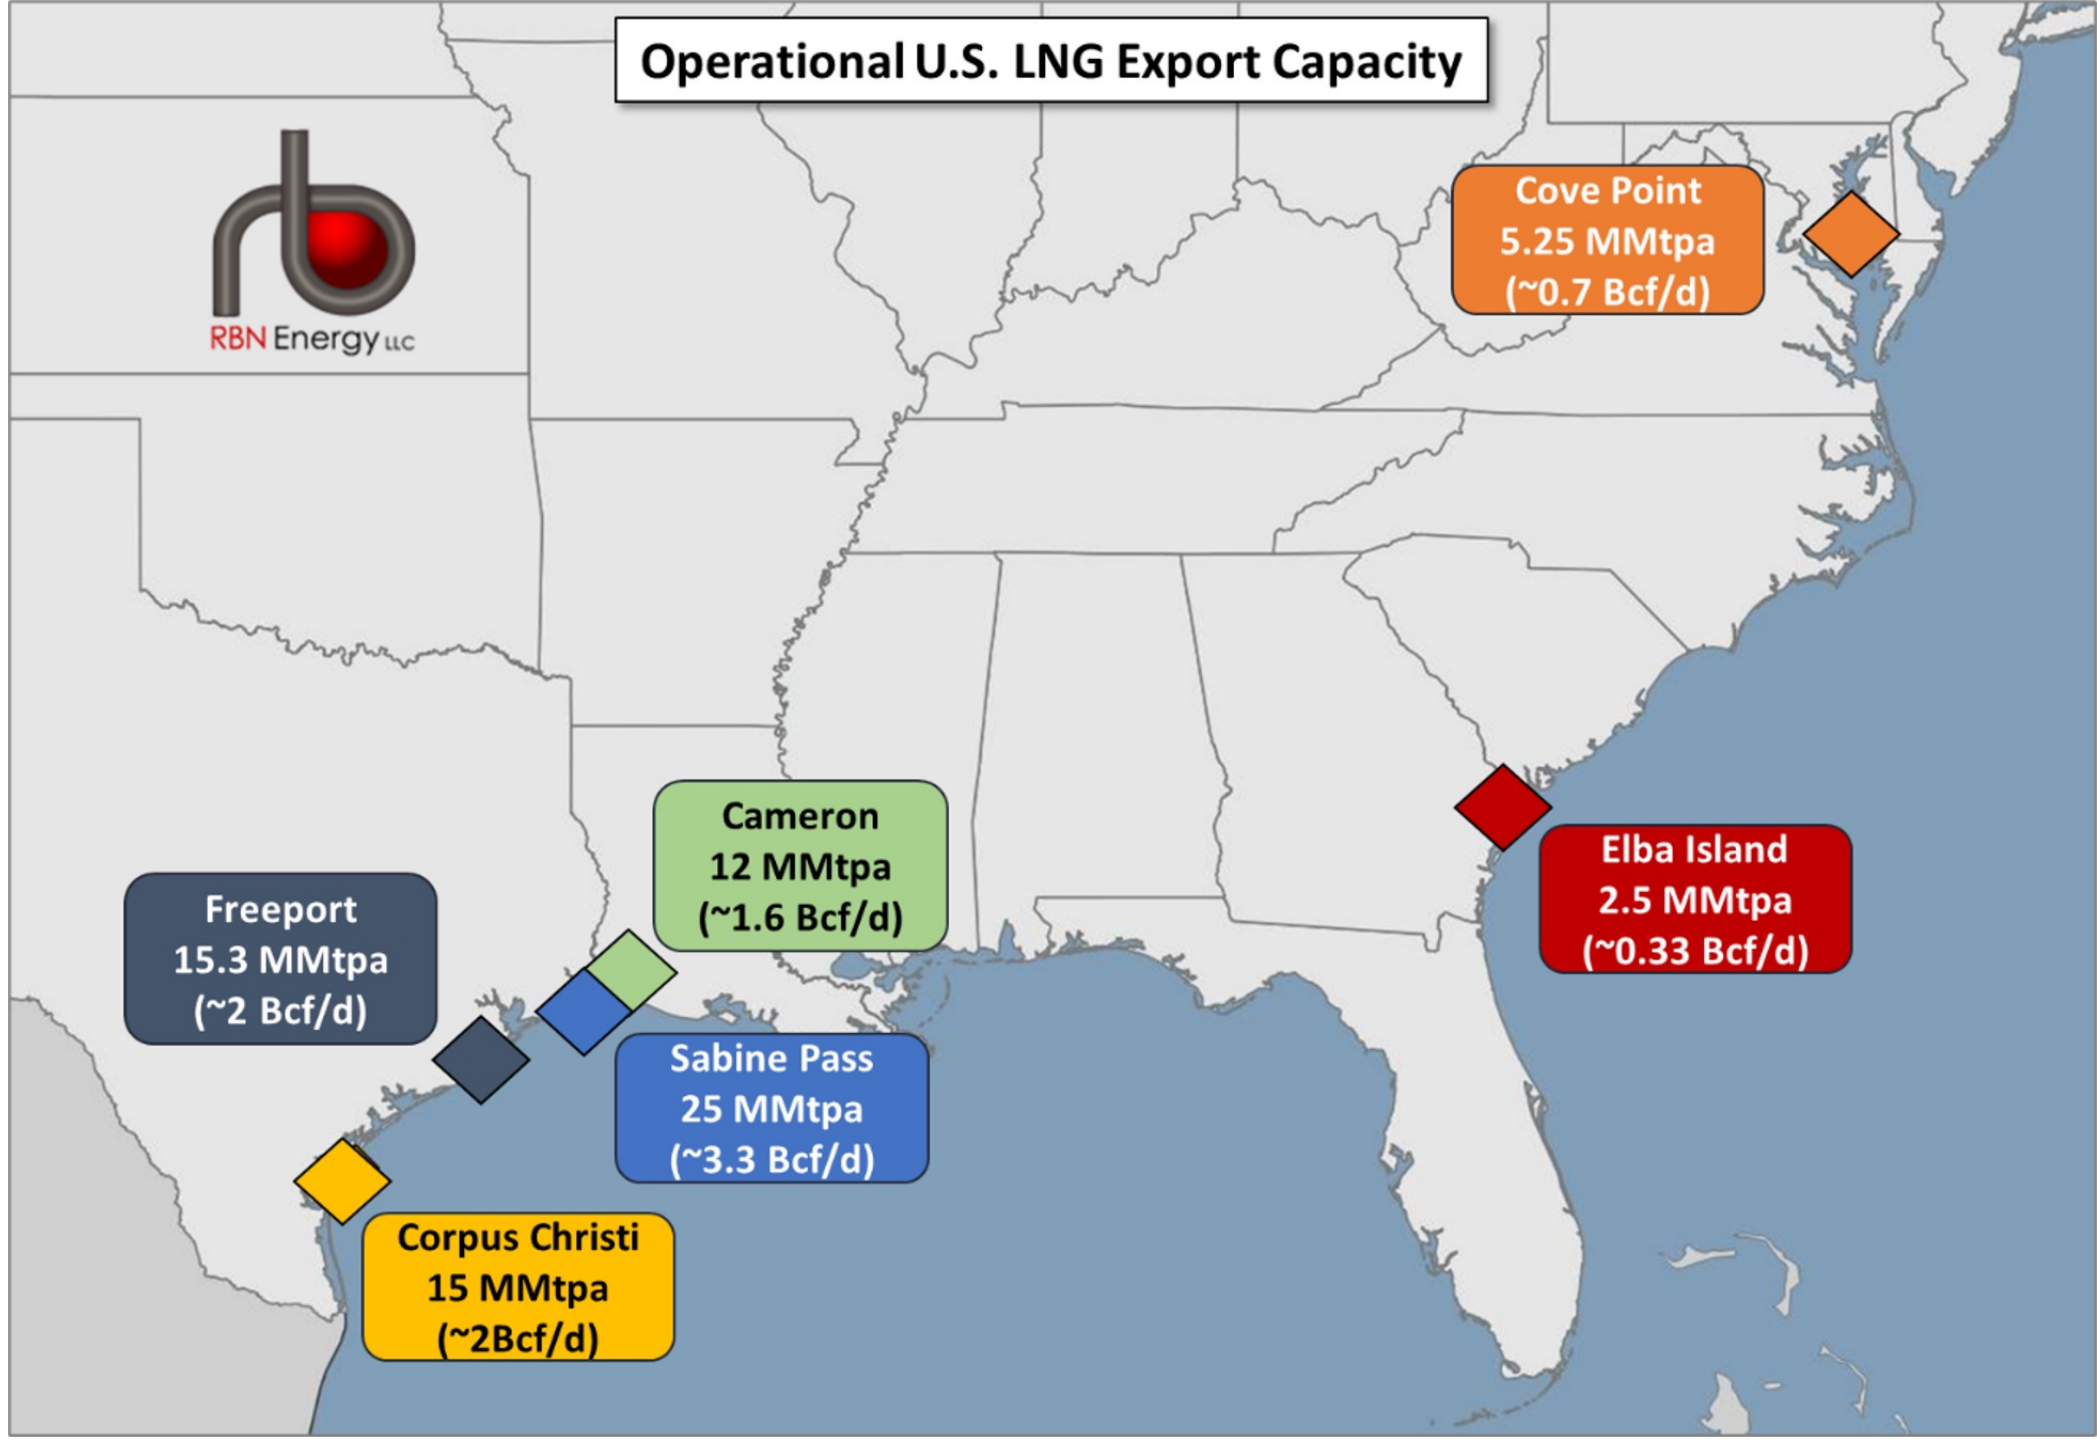 Operational U.S. LNG Export Capacity
RBN Energy LLC
Cove Point
5.25 MMtpa
(~0.7 Bcf/d)
Cameron
12 MMtpa
(~1.6 Bcf/d)
Elba Island
2.5 MMtpa
(~0.33 Bcf/d)
Freeport
15.3 MMtpa
(~2 Bcf/d)
Sabine Pass
25 MMtpa
(~3.3 Bcf/d)
Corpus Christi
15 MMtpa
(~2Bcf/d)